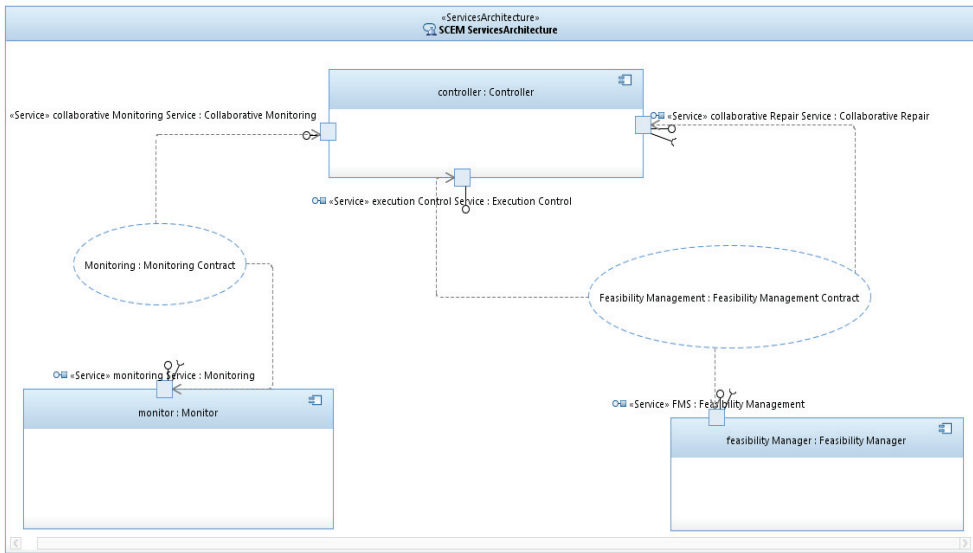 «ServicesArchitecture»
SCEM ServicesArchitecture
controller : Controller
«Service» collaborative Monitoring Service : Collaborative Monitoring
«Service» collaborative Repair Service : Collaborative Repair
«Service» execution Control Service : Execution Control
Monitoring : Monitoring Contract
Feasibility Management : Feasibility Management Contract
«Service» monitoring Service : Monitoring
monitor : Monitor
«Service» FMS : Feasibility Management
feasibility Manager : Feasibility Manager